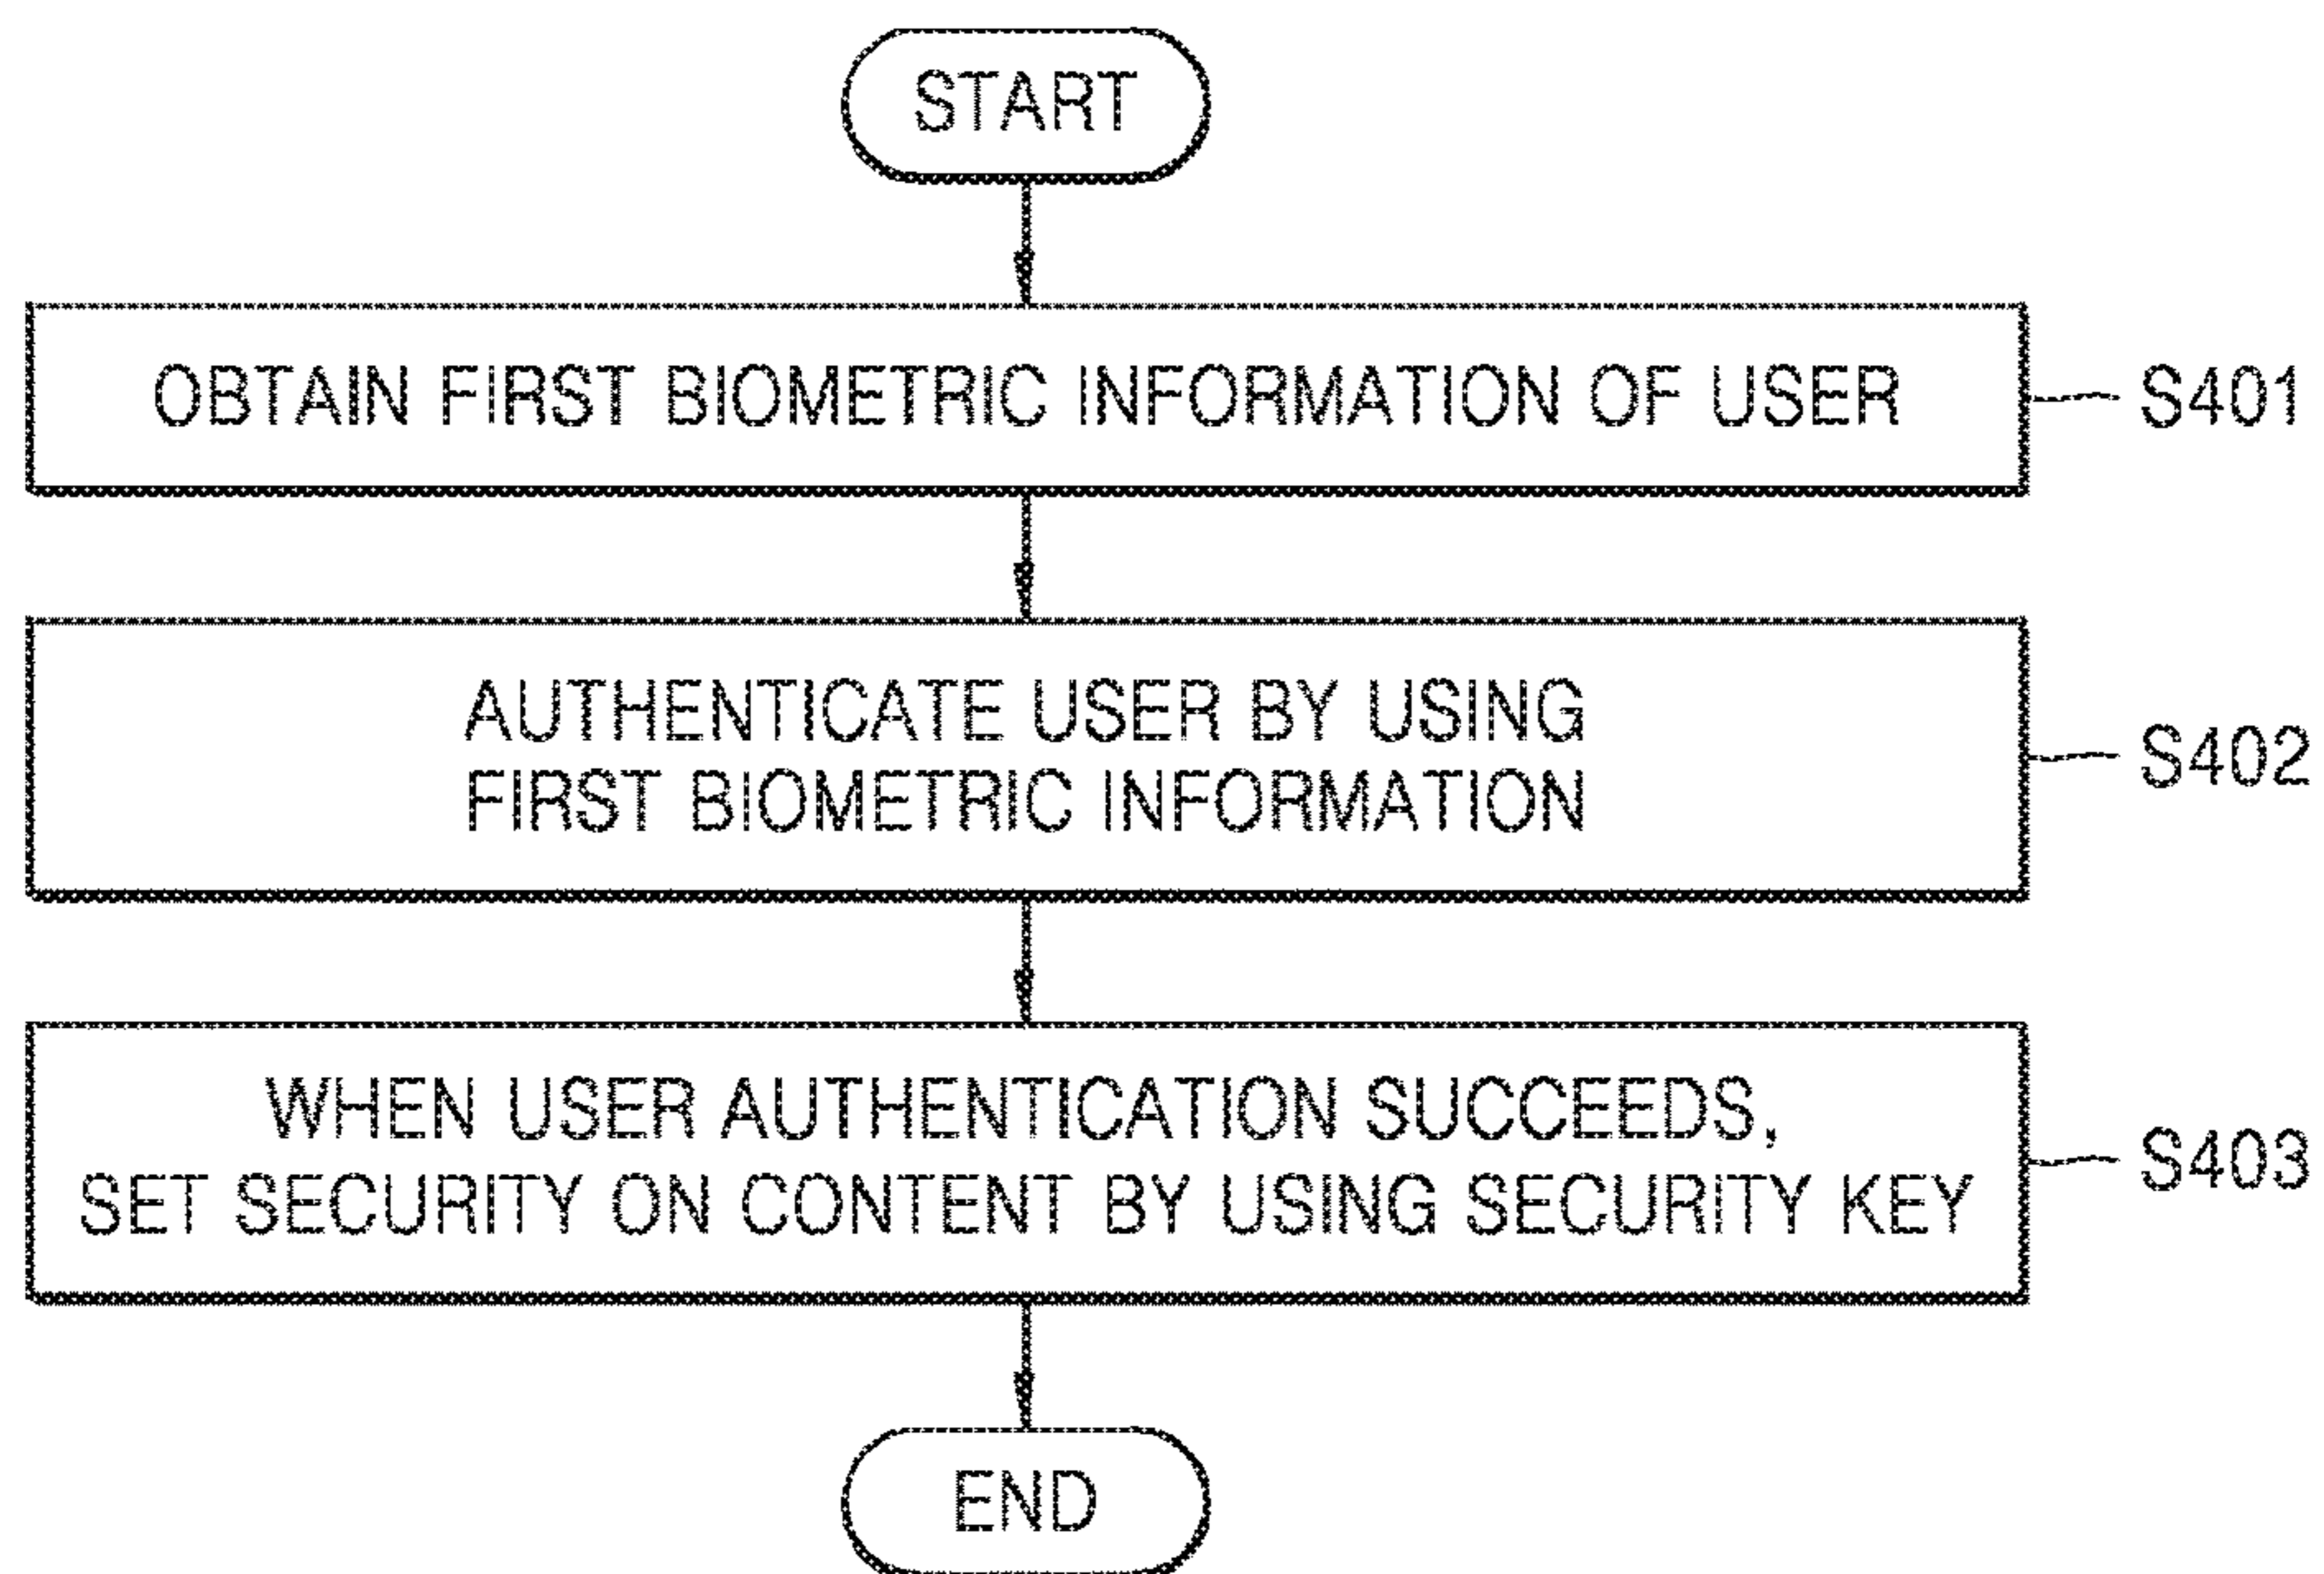 START
OBTAIN FIRST BIOMETRIC INFORMATION OF USER
S401
AUTHENTICATE USER BY USING
FIRST BIOMETRIC INFORMATION
S402
WHEN USER AUTHENTICATION SUCCEEDS,
SET SECURITY ON CONTENT BY USING SECURITY KEY
S403
END